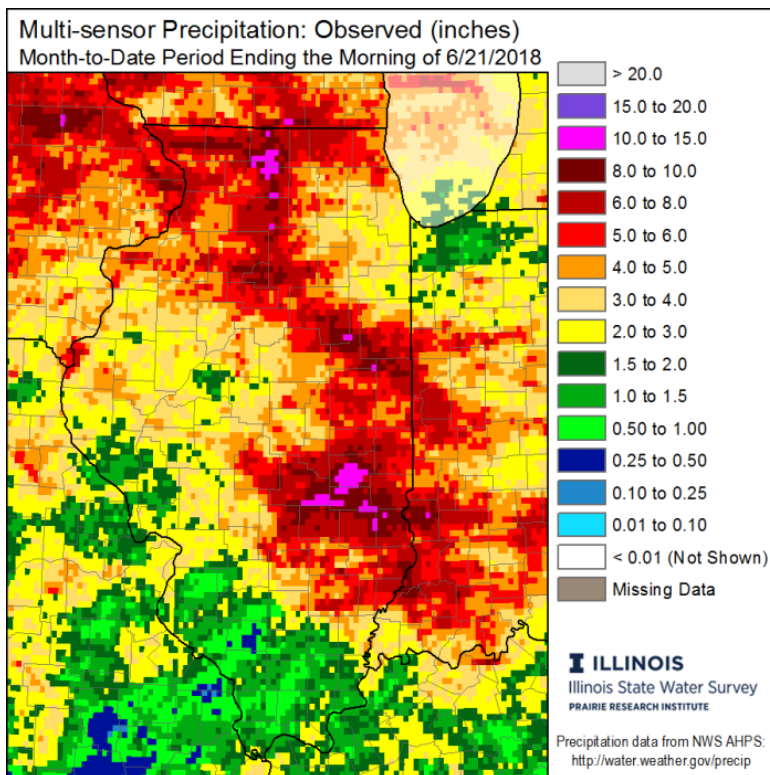 Multi-sensor Precipitation: Observed (inches)
Month-to-Date Period Ending the Morning of 6/21/2018
> 20.0
15.0 to 20.0
10.0 to 15.0
8.0 to 10.0
6.0 to 8.0
5.0 to 6.0
4.0 to 5.0
3.0 to 4.0
2.0 to 3.0
1.5 to 2.0
1.0 to 1.5
0.50 to 1.00
0.25 to 0.50
0.10 to 0.25
0.01 to 0.10
< 0.01 (Not Shown)
Missing Data
I ILLINOIS
Illinois State Water Survey
PRAIRIE RESEARCH INSTITUTE
Precipitation data from NWS AHPS:
http://water.weather.gov/precip